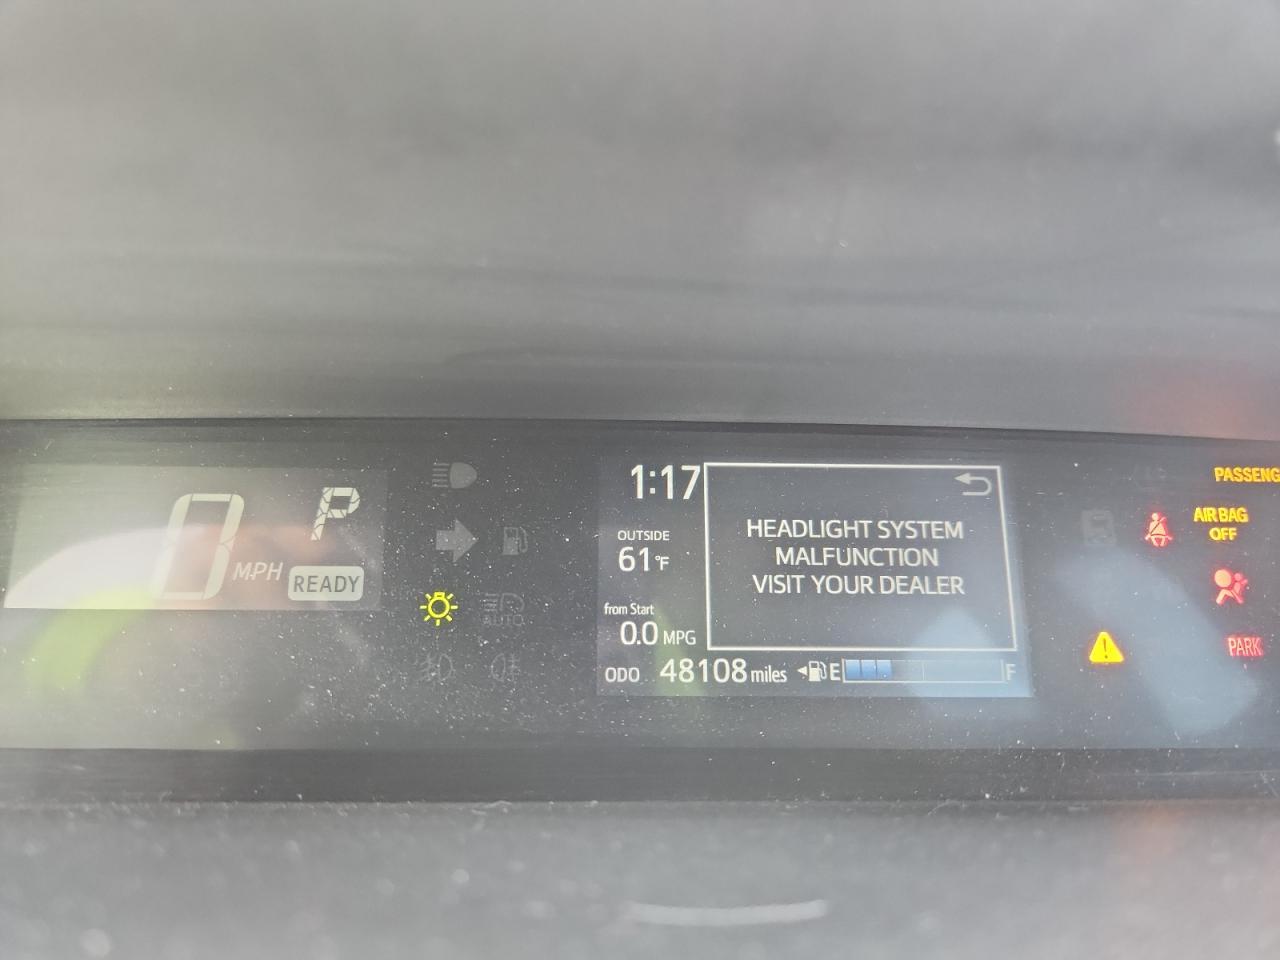 0 MPH
P
READY
AUTO
1:17
OUTSIDE
61°F
from Start
0.0 MPG
ODO 48108 miles
E F
HEADLIGHT SYSTEM
MALFUNCTION
VISIT YOUR DEALER
PASSENG
AIR BAG
OFF
PARK